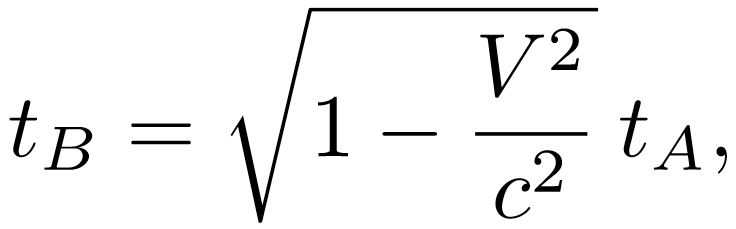 $t_B = \sqrt{1 - \frac{V^2}{c^2}}\, t_A,$